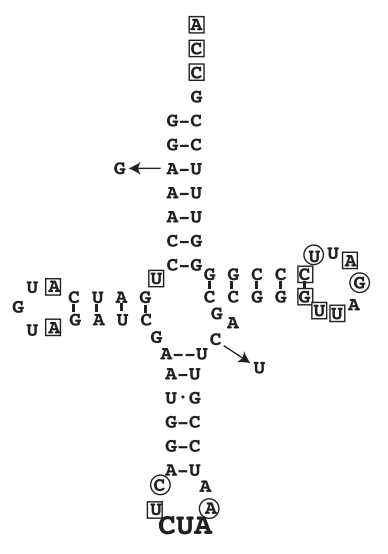 A
C
C
G
G–C
G–C
G ← A–U
A–U
A–U
C–G U U A
C–G
U G G C C C G
U A C U A G C C G G G U U A
G G
U A G A U C A
G C
A--U U
A–U
U·G
G–C
G–C
A–U
C A
U A
CUA